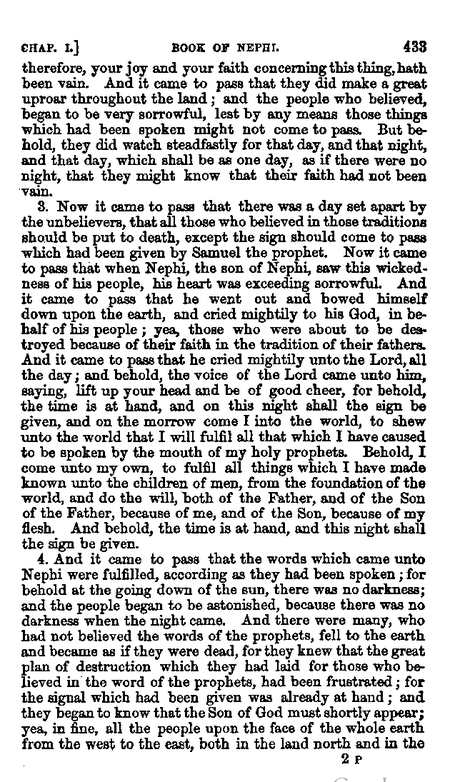 CHAP. I.] BOOK OF NEPHI. 433
therefore, your joy and your faith concerning this thing, hath
been vain. And it came to pass that they did make a great
uproar throughout the land; and the people who believed,
began to be very sorrowful, lest by any means those things
which had been spoken might not come to pass. But be-
hold, they did watch steadfastly for that day, and that night,
and that day, which shall be as one day, as if there were no
night, that they might know that their faith had not been
vain.
3. Now it came to pass that there was a day set apart by
the unbelievers, that all those who believed in those traditions
should be put to death, except the sign should come to pass
which had been given by Samuel the prophet. Now it came
to pass that when Nephi, the son of Nephi, saw this wicked-
ness of his people, his heart was exceeding sorrowful. And
it came to pass that he went out and bowed himself
down upon the earth, and cried mightily to his God, in be-
half of his people; yea, those who were about to be des-
troyed because of their faith in the tradition of their fathers.
And it came to pass that he cried mightily unto the Lord, all
the day; and behold, the voice of the Lord came unto him,
saying, lift up your head and be of good cheer, for behold,
the time is at hand, and on this night shall the sign be
given, and on the morrow come I into the world, to shew
unto the world that I will fulfil all that which I have caused
to be spoken by the mouth of my holy prophets. Behold, I
come unto my own, to fulfil all things which I have made
known unto the children of men, from the foundation of the
world, and do the will, both of the Father, and of the Son
of the Father, because of me, and of the Son, because of my
flesh. And behold, the time is at hand, and this night shall
the sign be given.
4. And it came to pass that the words which came unto
Nephi were fulfilled, according as they had been spoken; for
behold at the going down of the sun, there was no darkness;
and the people began to be astonished, because there was no
darkness when the night came. And there were many, who
had not believed the words of the prophets, fell to the earth
and became as if they were dead, for they knew that the great
plan of destruction which they had laid for those who be-
lieved in the word of the prophets, had been frustrated; for
the signal which had been given was already at hand; and
they began to know that the Son of God must shortly appear;
yea, in fine, all the people upon the face of the whole earth
from the west to the east, both in the land north and in the
2 P